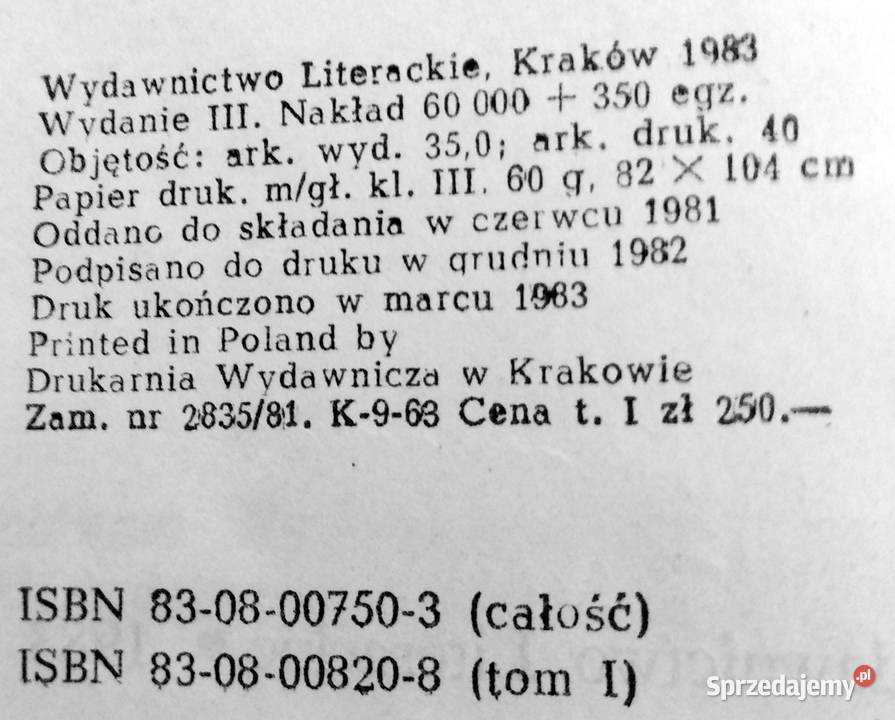 Wydawnictwo Literackie, Kraków 1983
Wydanie III. Nakład 60 000 + 350 egz.
Objętość: ark. wyd. 35,0; ark. druk. 40
Papier druk. m/gł. kl. III. 60 g, 82 × 104 cm
Oddano do składania w czerwcu 1981
Podpisano do druku w grudniu 1982
Druk ukończono w marcu 1983
Printed in Poland by
Drukarnia Wydawnicza w Krakowie
Zam. nr 2835/81. K-9-63 Cena t. I zł 250.—
ISBN 83-08-00750-3 (całość)
ISBN 83-08-00820-8 (tom I)
Sprzedajemy.pl